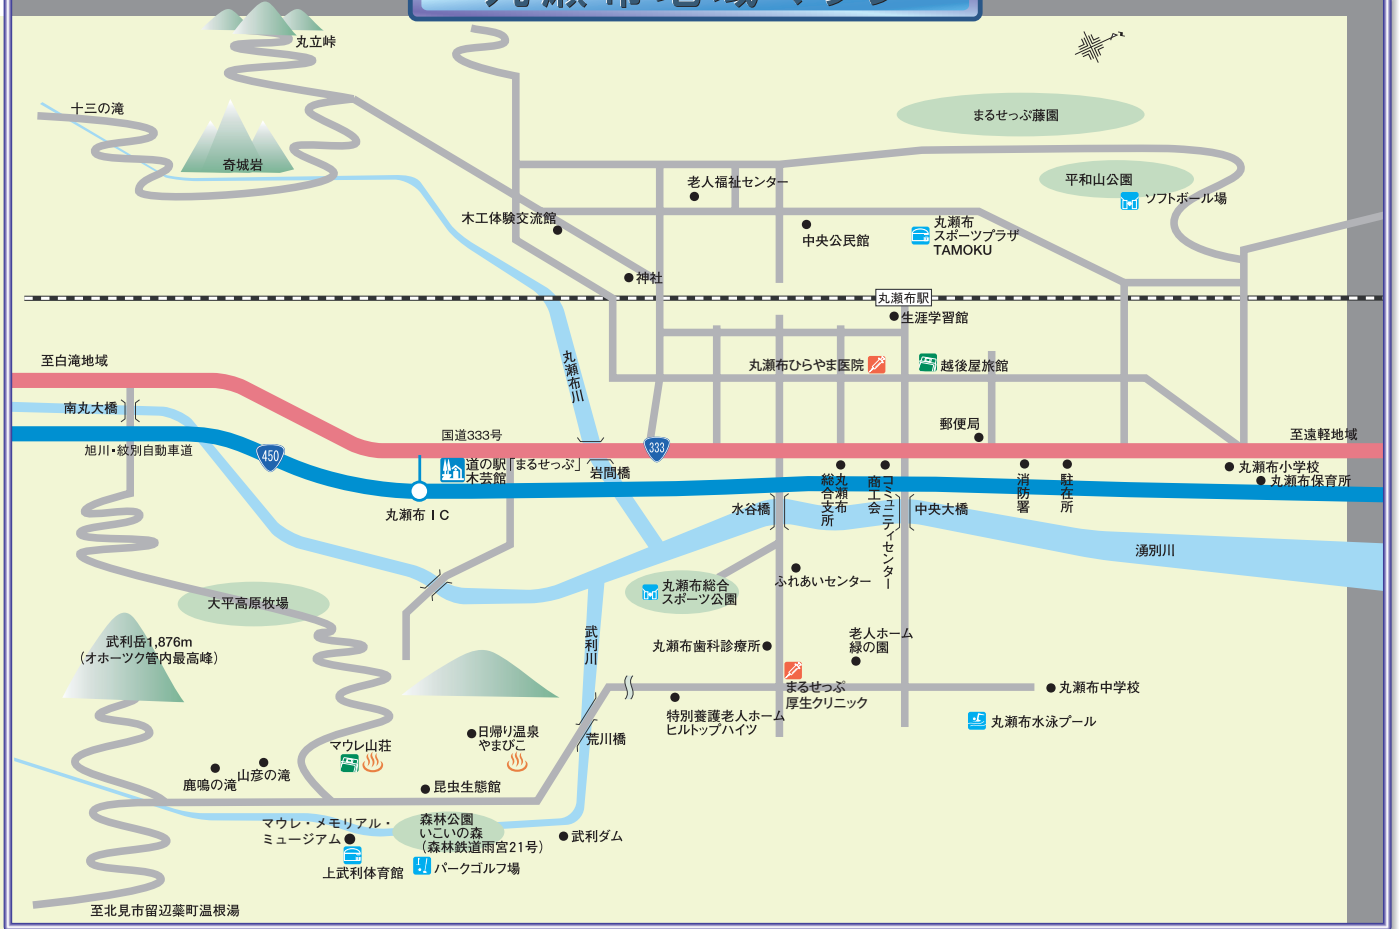 丸瀬布地域マップ
丸立峠
十三の滝
奇城岩
まるせっぷ藤園
平和山公園
ソフトボール場
老人福祉センター
木工体験交流館
中央公民館
丸瀬布
スポーツプラザ
TAMOKU
神社
丸瀬布駅
生涯学習館
至白滝地域
丸瀬布川
丸瀬布ひらやま医院
越後屋旅館
南丸大橋
旭川・紋別自動車道
450
国道333号
道の駅「まるせっぷ」
木芸館
岩間橋
333
郵便局
至遠軽地域
丸瀬布小学校
丸瀬布保育所
丸瀬布IC
水谷橋
丸瀬布
総合支所
コミュニティセンター
商工会
中央大橋
消防署
駐在所
湧別川
大平高原牧場
丸瀬布総合
スポーツ公園
ふれあいセンター
武利岳1,876m
(オホーツク管内最高峰)
武利川
丸瀬布歯科診療所
老人ホーム
緑の園
まるせっぷ
厚生クリニック
丸瀬布中学校
特別養護老人ホーム
ヒルトップハイツ
丸瀬布水泳プール
日帰り温泉
やまびこ
荒川橋
マウレ山荘
鹿鳴の滝
山彦の滝
昆虫生態館
マウレ・メモリアル・
ミュージアム
森林公園
いこいの森
(森林鉄道雨宮21号)
武利ダム
上武利体育館
パークゴルフ場
至北見市留辺蘂町温根湯